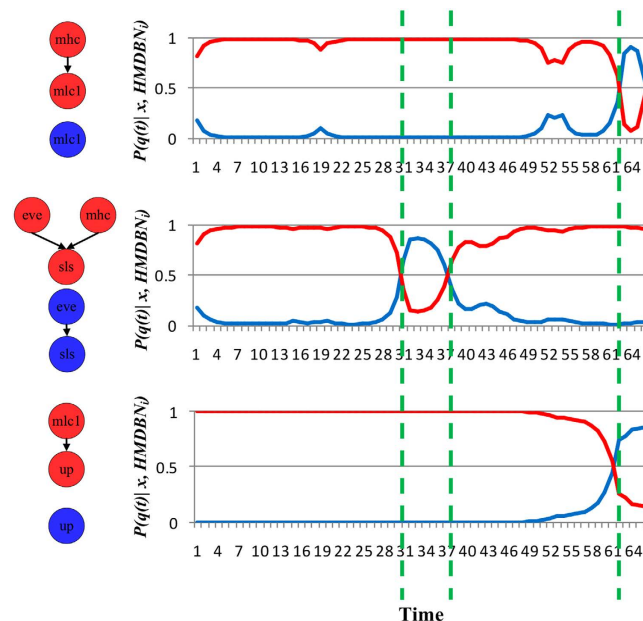 mhc
mlc1
mlc1
P(q(t)| x, HMDBNᵢ)
1
0.5
0
1 4 7 10 13 16 19 22 25 28 31 34 37 40 43 46 49 52 55 58 61 64
eve mhc
sls
eve
sls
P(q(t)| x, HMDBNᵢ)
1
0.5
0
1 4 7 10 13 16 19 22 25 28 31 34 37 40 43 46 49 52 55 58 61 64
mlc1
up
up
P(q(t)| x, HMDBNᵢ)
1
0.5
0
1 4 7 10 13 16 19 22 25 28 31 34 37 40 43 46 49 52 55 58 61 64
Time